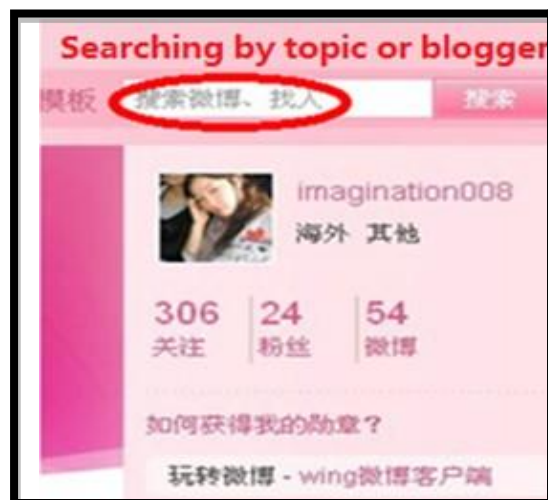 Searching by topic or blogger
模板 搜索微博、找人 搜索
imagination008
海外 其他
306 24 54
关注 粉丝 微博
如何获得我的勋章？
玩转微博 - wing微博客户端